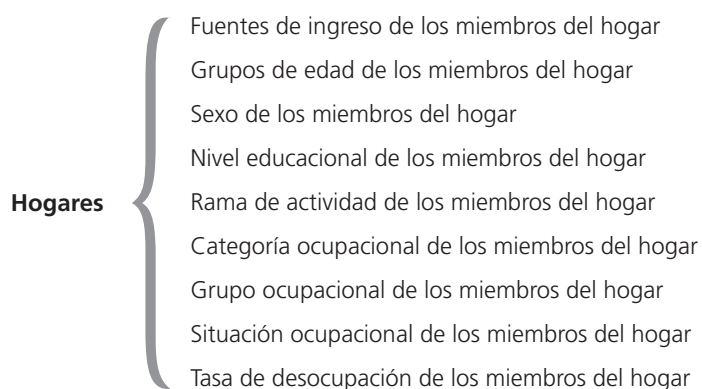 Fuentes de ingreso de los miembros del hogar
Grupos de edad de los miembros del hogar
Sexo de los miembros del hogar
Nivel educacional de los miembros del hogar
Hogares
Rama de actividad de los miembros del hogar
Categoría ocupacional de los miembros del hogar
Grupo ocupacional de los miembros del hogar
Situación ocupacional de los miembros del hogar
Tasa de desocupación de los miembros del hogar